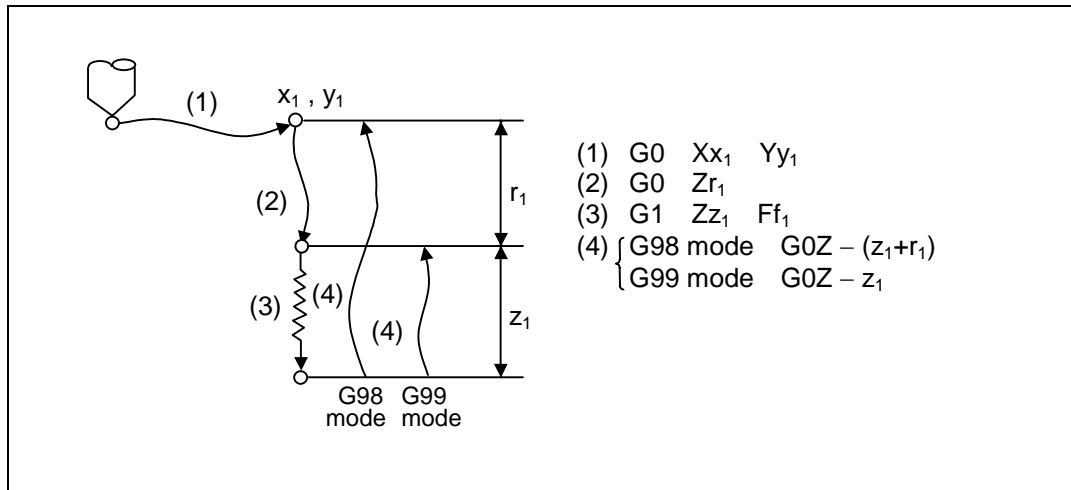 (1)
x₁ , y₁
(2)
r₁
(3)
(4)
(4)
z₁
G98 G99
mode mode
(1) G0 Xx₁ Yy₁
(2) G0 Zr₁
(3) G1 Zz₁ Ff₁
(4) G98 mode G0Z – (z₁+r₁)
G99 mode G0Z – z₁